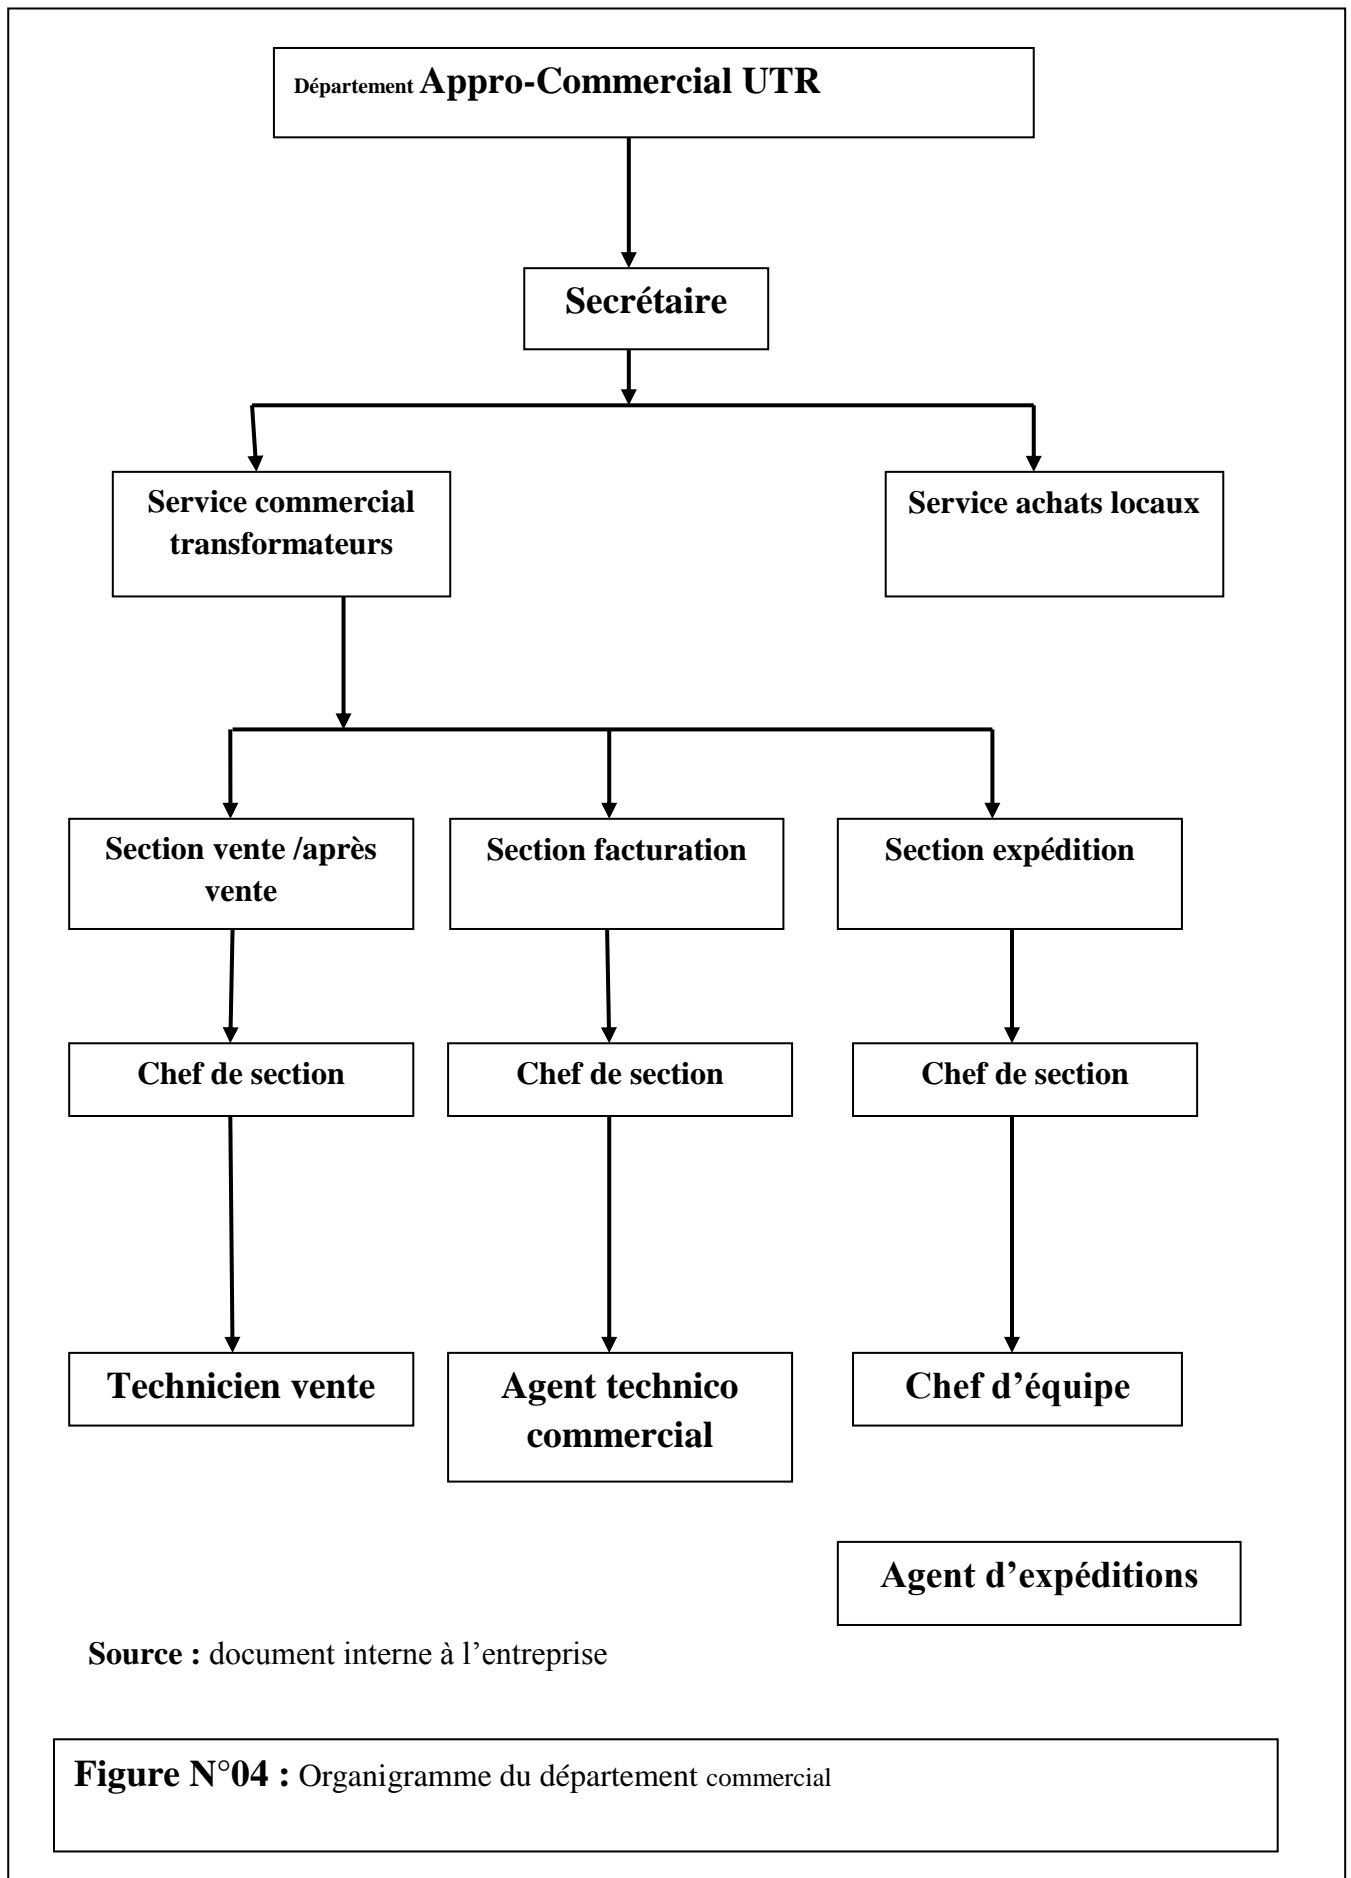 Département Appro-Commercial UTR
Secrétaire
Service commercial
transformateurs
Service achats locaux
Section vente /après
vente
Section facturation
Section expédition
Chef de section
Chef de section
Chef de section
Technicien vente
Agent technico
commercial
Chef d’équipe
Agent d’expéditions
Source : document interne à l’entreprise
Figure N°04 : Organigramme du département commercial